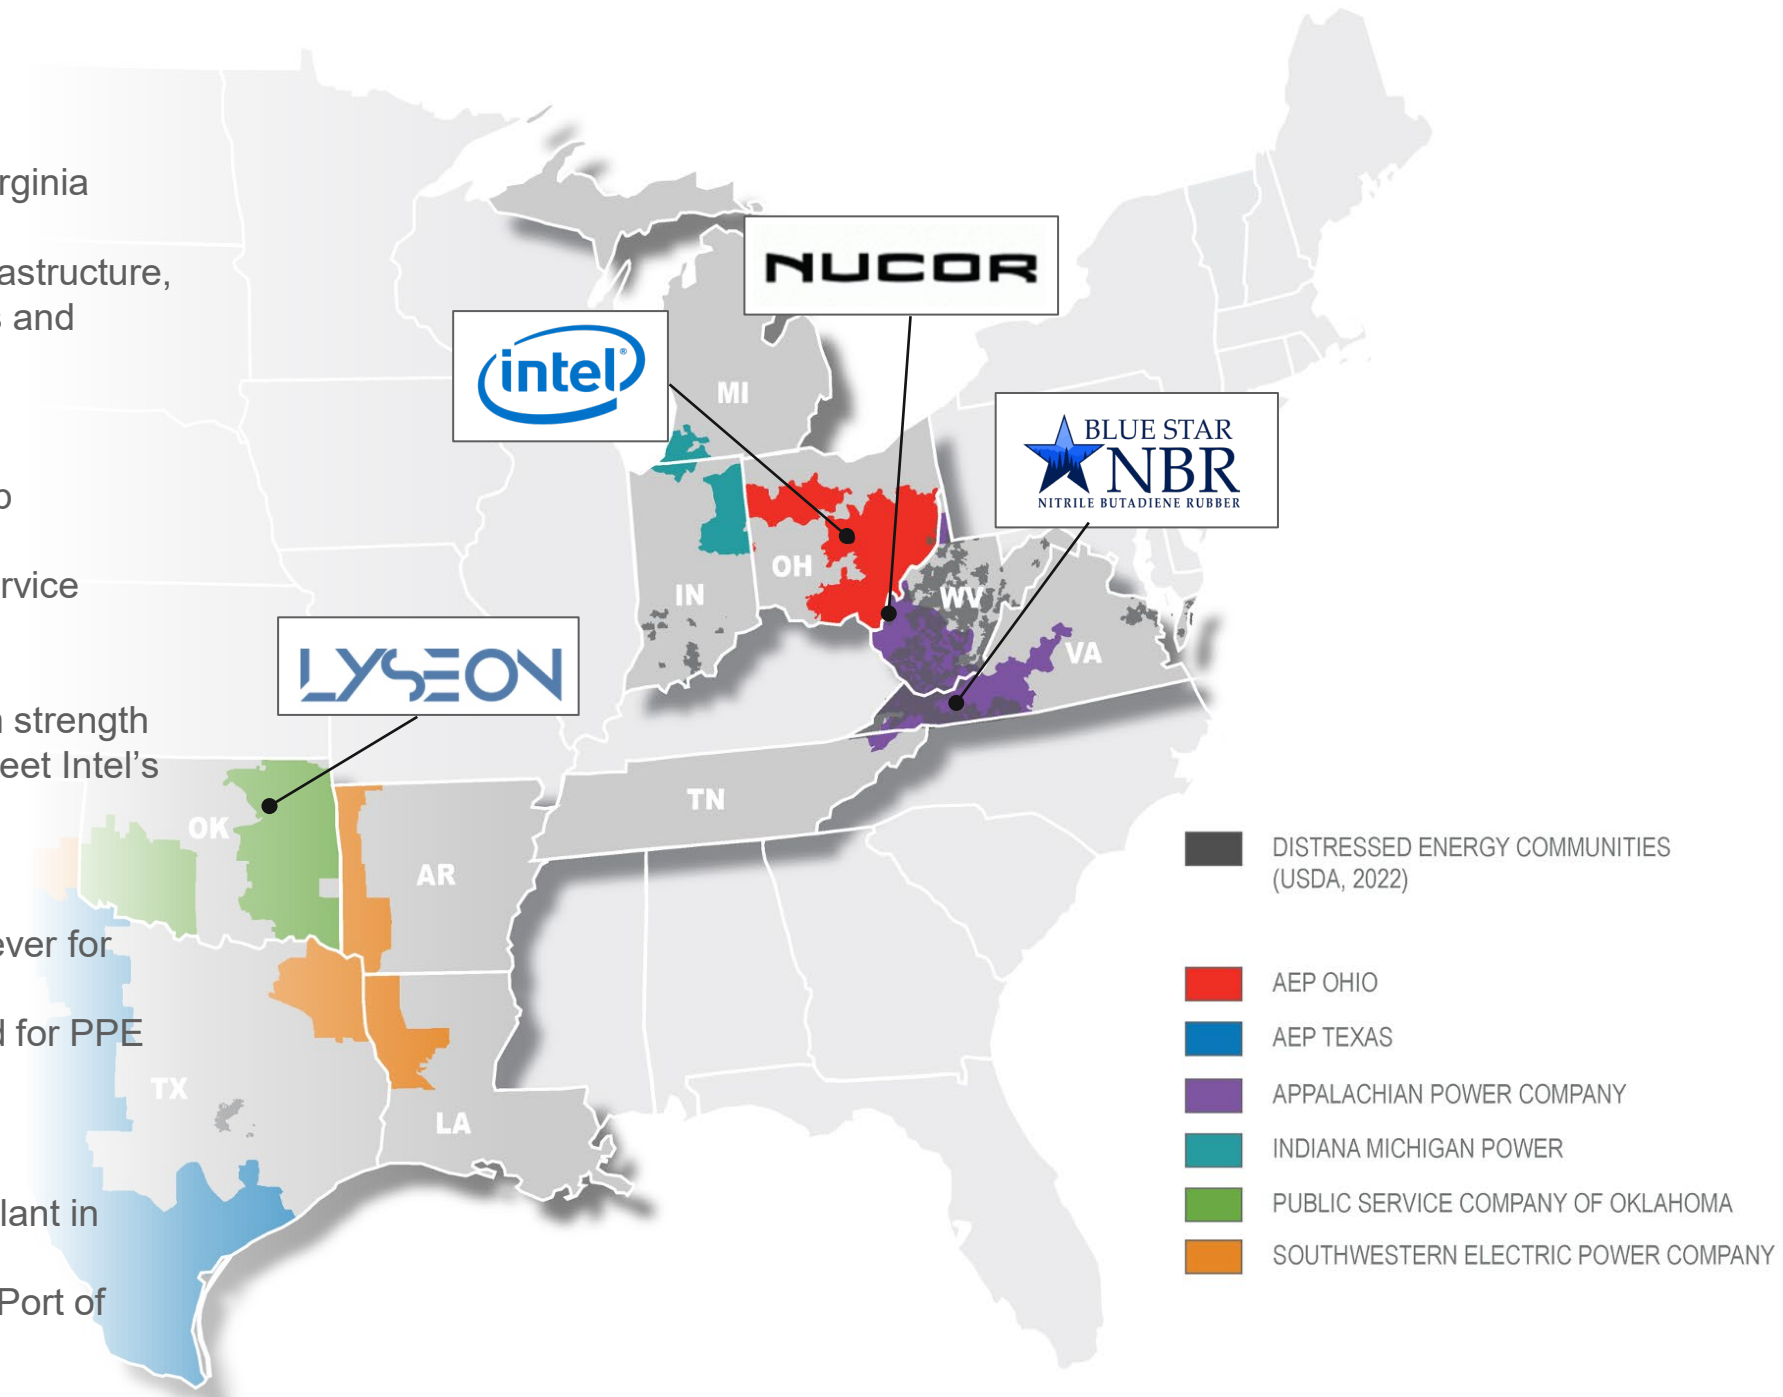 rginia
astructure,
s and
rvice
n strength
eet Intel's
ever for
d for PPE
lant in
Port of
NUCOR
intel®
BLUE STAR
NBR
NITRILE BUTADIENE RUBBER
LYSEON
MI
OH
IN
WV
VA
TN
OK
AR
TX
LA
DISTRESSED ENERGY COMMUNITIES
(USDA, 2022)
AEP OHIO
AEP TEXAS
APPALACHIAN POWER COMPANY
INDIANA MICHIGAN POWER
PUBLIC SERVICE COMPANY OF OKLAHOMA
SOUTHWESTERN ELECTRIC POWER COMPANY